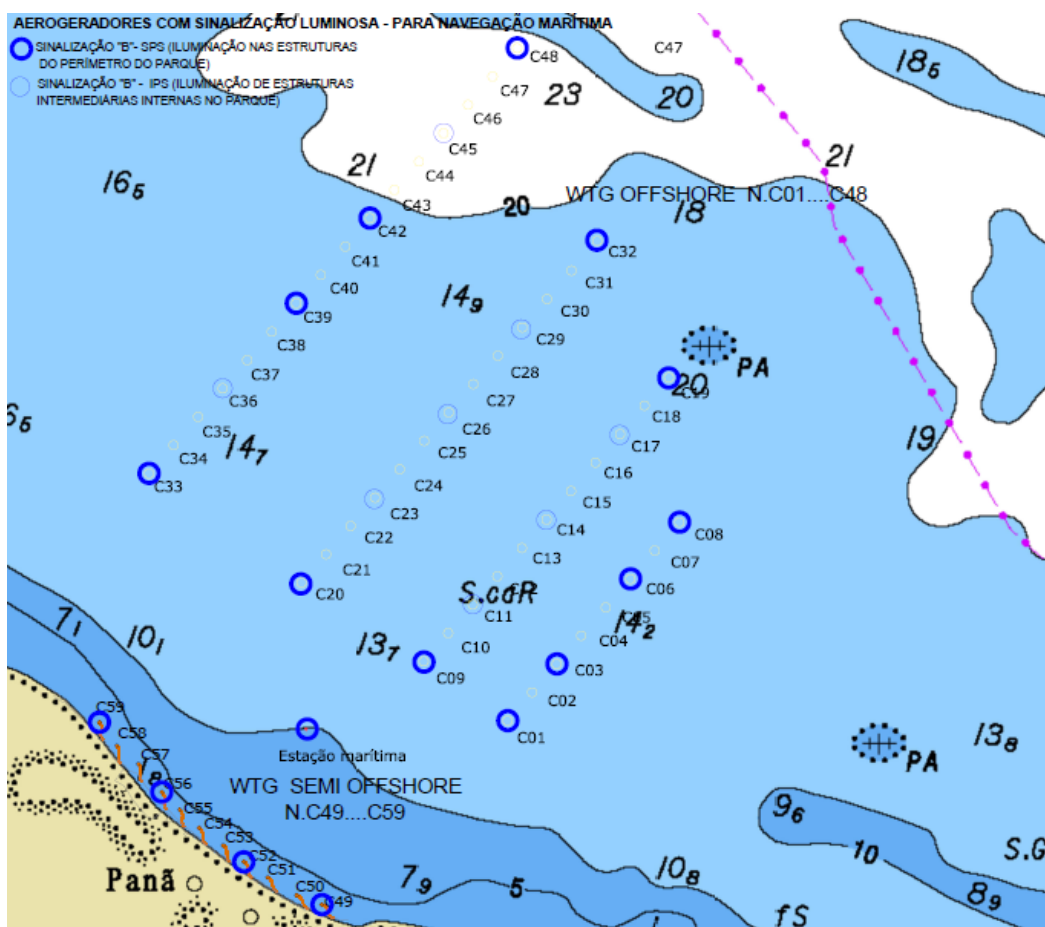 AEROGERADORES COM SINALIZAÇÃO LUMINOSA - PARA NAVEGAÇÃO MARÍTIMA
SINALIZAÇÃO "B"- SPS (ILUMINAÇÃO NAS ESTRUTURAS
DO PERÍMETRO DO PARQUE)
SINALIZAÇÃO "B" - IPS (ILUMINAÇÃO DE ESTRUTURAS
INTERMEDIÁRIAS INTERNAS NO PARQUE)
C48
C47
18₅
C47
23
20
C46
C45
21
21
C44
16₅
C43
20
WTG OFFSHORE N.C01....C48
18
C42
C32
C41
C31
C40
14₉
C30
C39
C29
C38
C28
PA
C37
C27
20
C19
C36
C26
C18
6₅
C35
C25
C17
19
C34
14₇
C24
C16
C33
C23
C15
C22
C14
C08
C21
C13
C07
C20
S.coR
C12
C06
C11
C05
7₁
10₁
C10
C04
14₂
13₁
C09
C03
C02
C59
C01
C58
Estação marítima
13₈
C57
PA
1₈
C56
WTG SEMI OFFSHORE
N.C49....C59
C55
9₆
C54
C53
10
S.G
C52
Panã
C51
7₉
10₈
C50
5
8₉
C49
fS